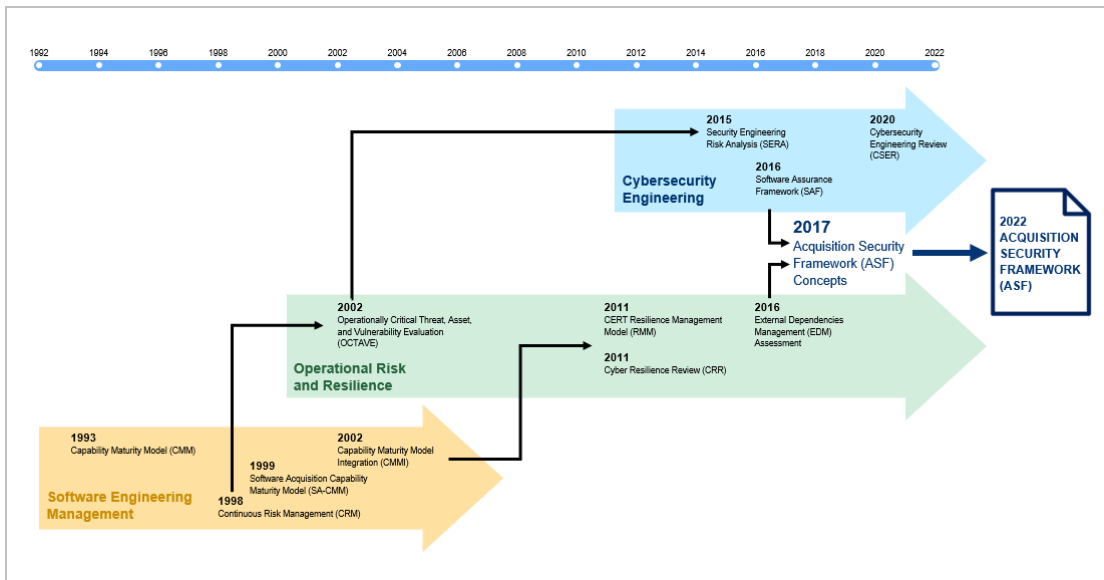 1992 1994 1996 1998 2000 2002 2004 2006 2008 2010 2012 2014 2016 2018 2020 2022
2015
Security Engineering
Risk Analysis (SERA)
2020
Cybersecurity
Engineering Review
(CSER)
2016
Software Assurance
Framework (SAF)
Cybersecurity
Engineering
2017
Acquisition Security
Framework (ASF)
Concepts
2022
ACQUISITION
SECURITY
FRAMEWORK
(ASF)
2002
Operationally Critical Threat, Asset,
and Vulnerability Evaluation
(OCTAVE)
2011
CERT Resilience Management
Model (RMM)
2011
Cyber Resilience Review (CRR)
2016
External Dependencies
Management (EDM)
Assessment
Operational Risk
and Resilience
1993
Capability Maturity Model (CMM)
2002
Capability Maturity Model
Integration (CMMI)
1999
Software Acquisition Capability
Maturity Model (SA-CMM)
1998
Continuous Risk Management (CRM)
Software Engineering
Management